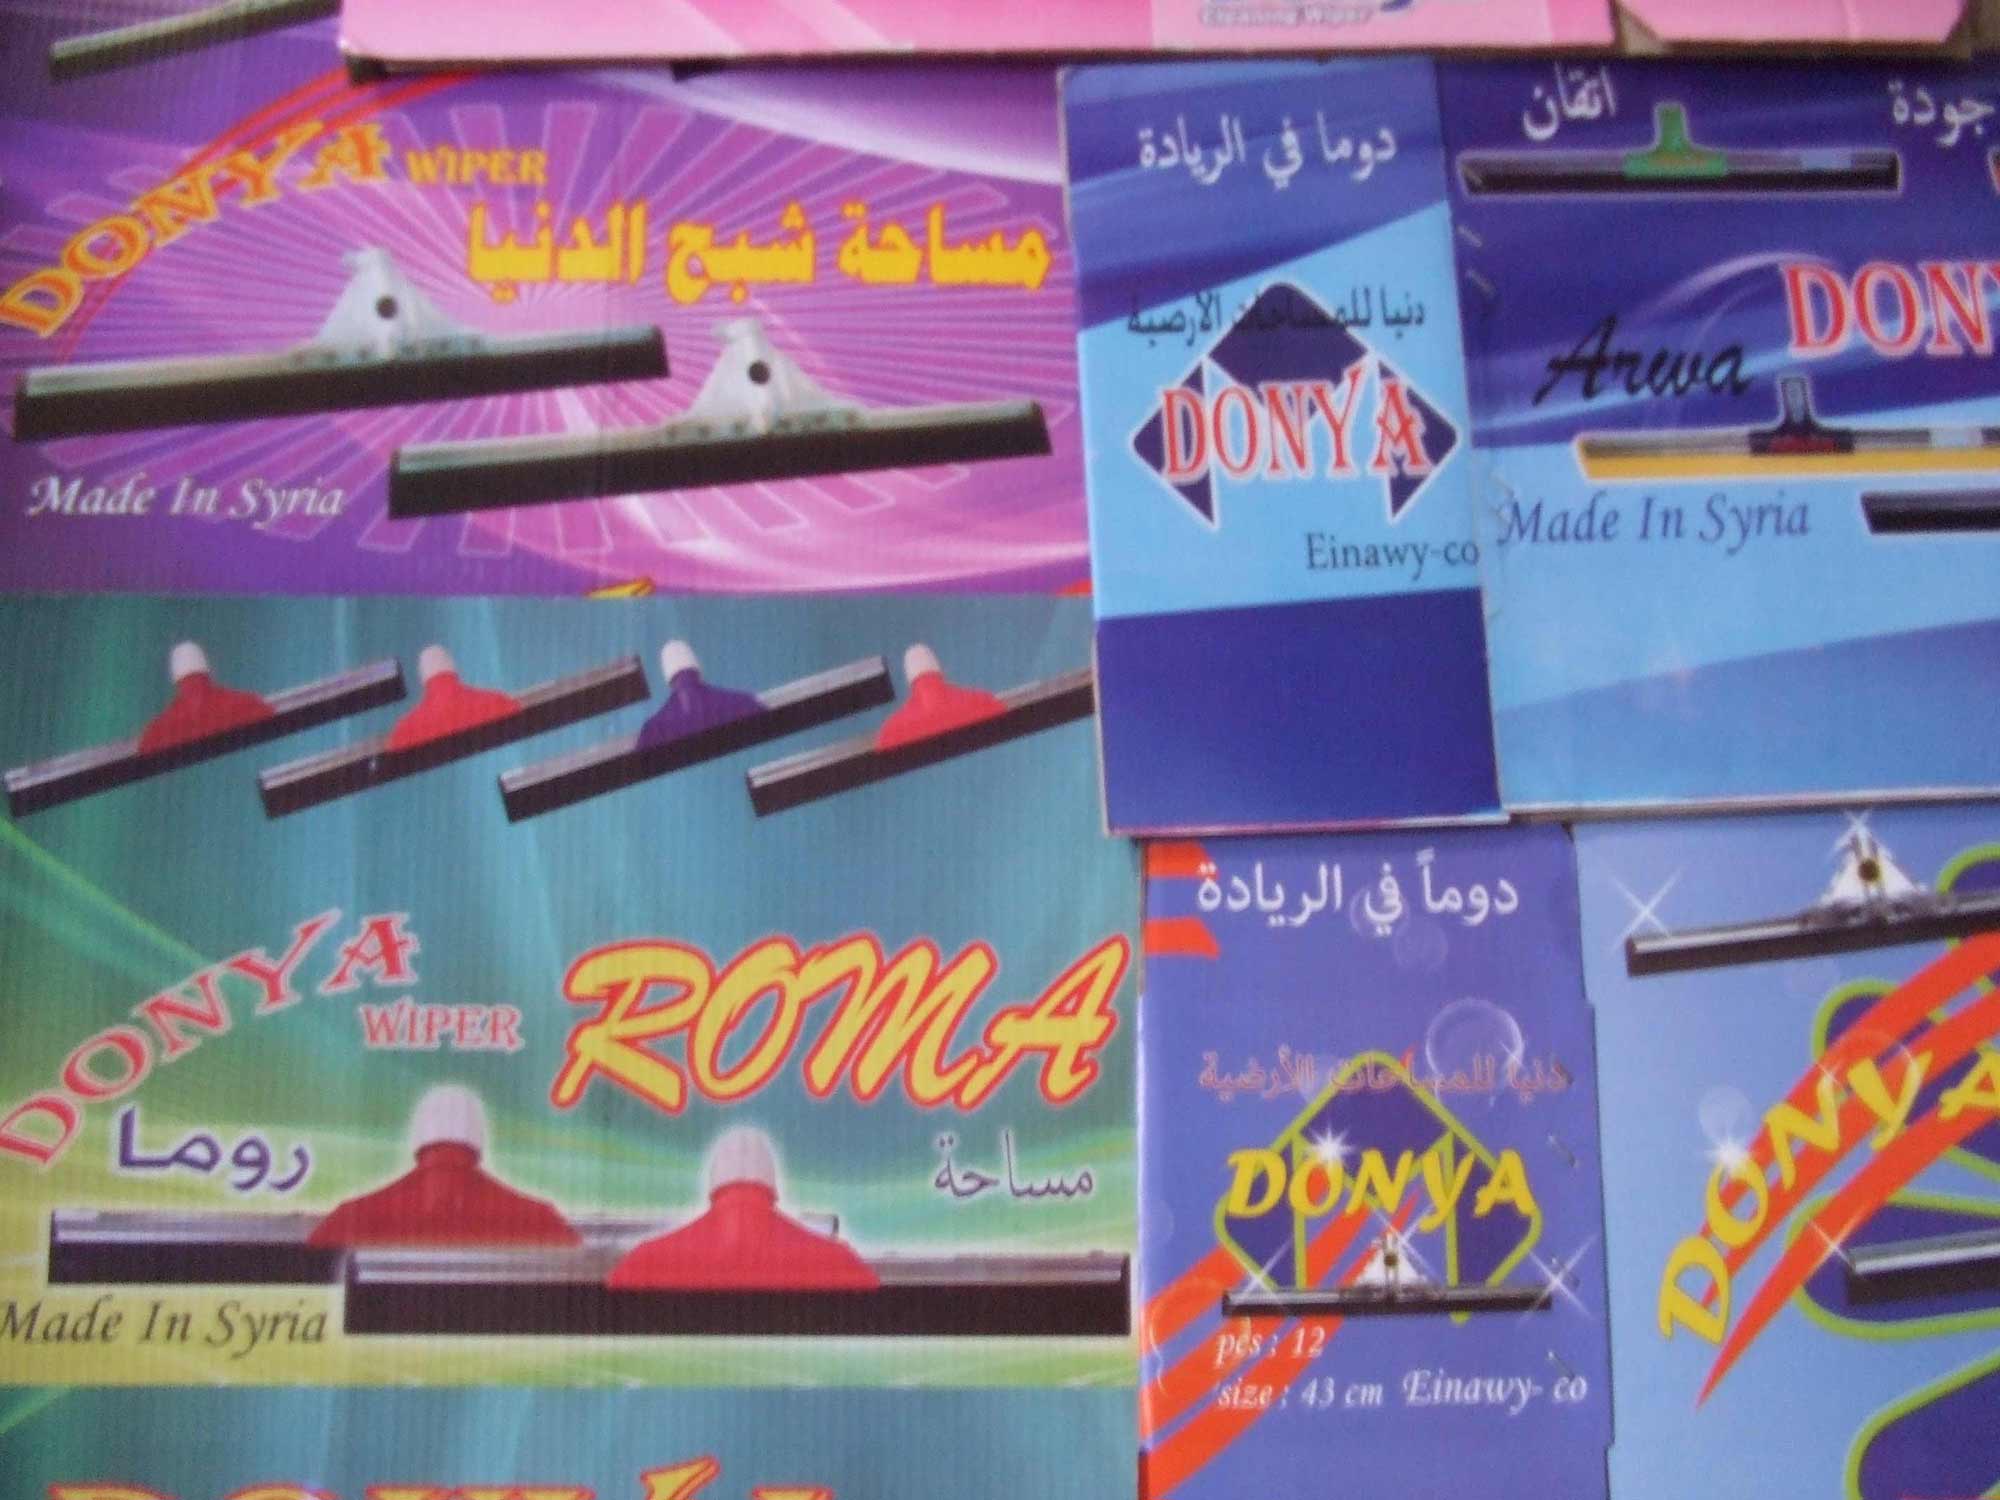 Cleaning Wiper
DONYA WIPER
مساحة شبح الدنيا
Made In Syria
دوما في الريادة
دنيا للمساحات الأرضية
DONYA
Einawy-co
اتقان
جودة
DON
Arwa
Made In Syria
DONYA WIPER
ROMA
روما
مساحة
Made In Syria
دوماً في الريادة
دنيا للمساحات الأرضية
DONYA
pcs : 12
size : 43 cm Einawy- co
DONYA